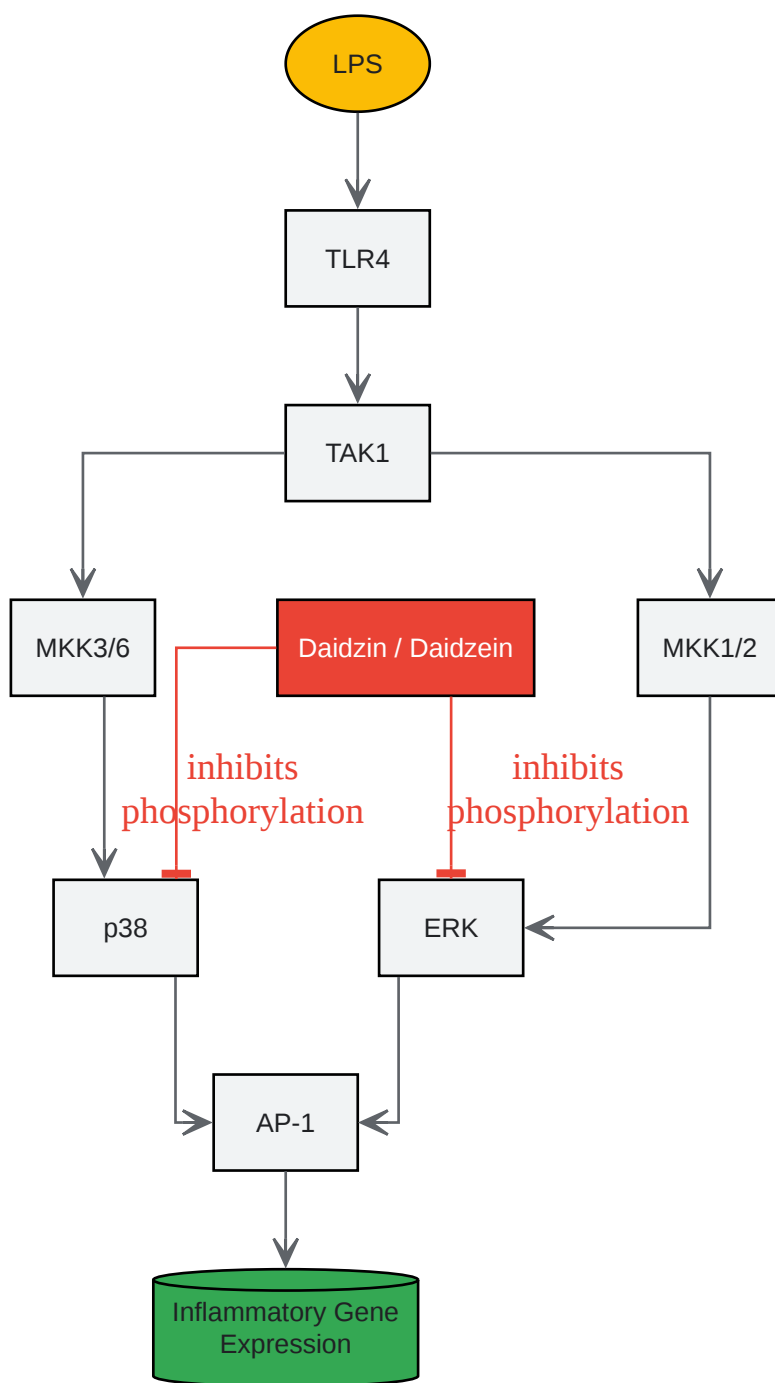 LPS
TLR4
TAK1
MKK3/6
Daidzin / Daidzein
MKK1/2
inhibits
phosphorylation
inhibits
phosphorylation
p38
ERK
AP-1
Inflammatory Gene
Expression